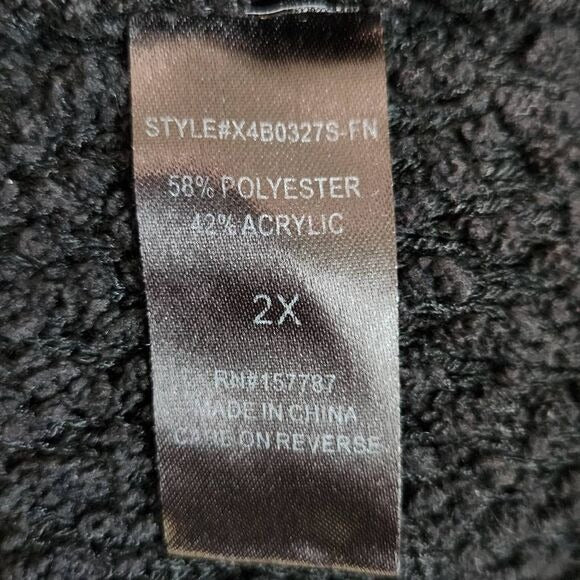 STYLE#X4B0327S-FN
58% POLYESTER
42% ACRYLIC
2X
RN#157787
MADE IN CHINA
CARE ON REVERSE